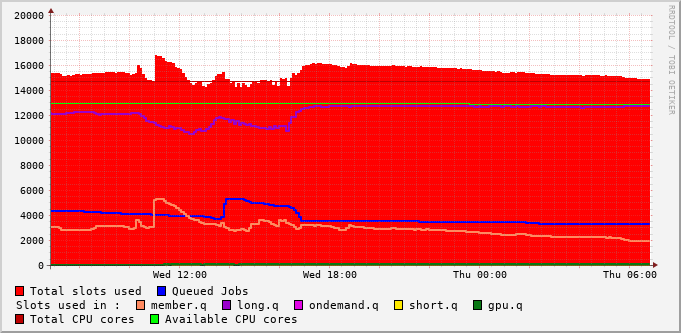 RRDTOOL / TOBI OETIKER
20000
18000
16000
14000
12000
10000
8000
6000
4000
2000
0
Wed 12:00 Wed 18:00 Thu 00:00 Thu 06:00
Total slots used Queued Jobs
Slots used in : member.q long.q ondemand.q short.q gpu.q
Total CPU cores Available CPU cores